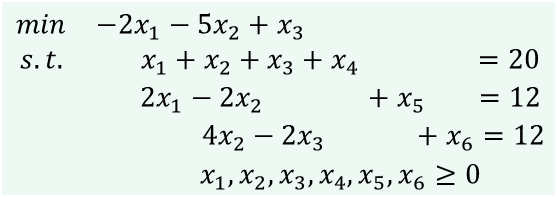 min −2x₁ − 5x₂ + x₃
s.t. x₁ + x₂ + x₃ + x₄ = 20
2x₁ − 2x₂ + x₅ = 12
4x₂ − 2x₃ + x₆ = 12
x₁, x₂, x₃, x₄, x₅, x₆ ≥ 0